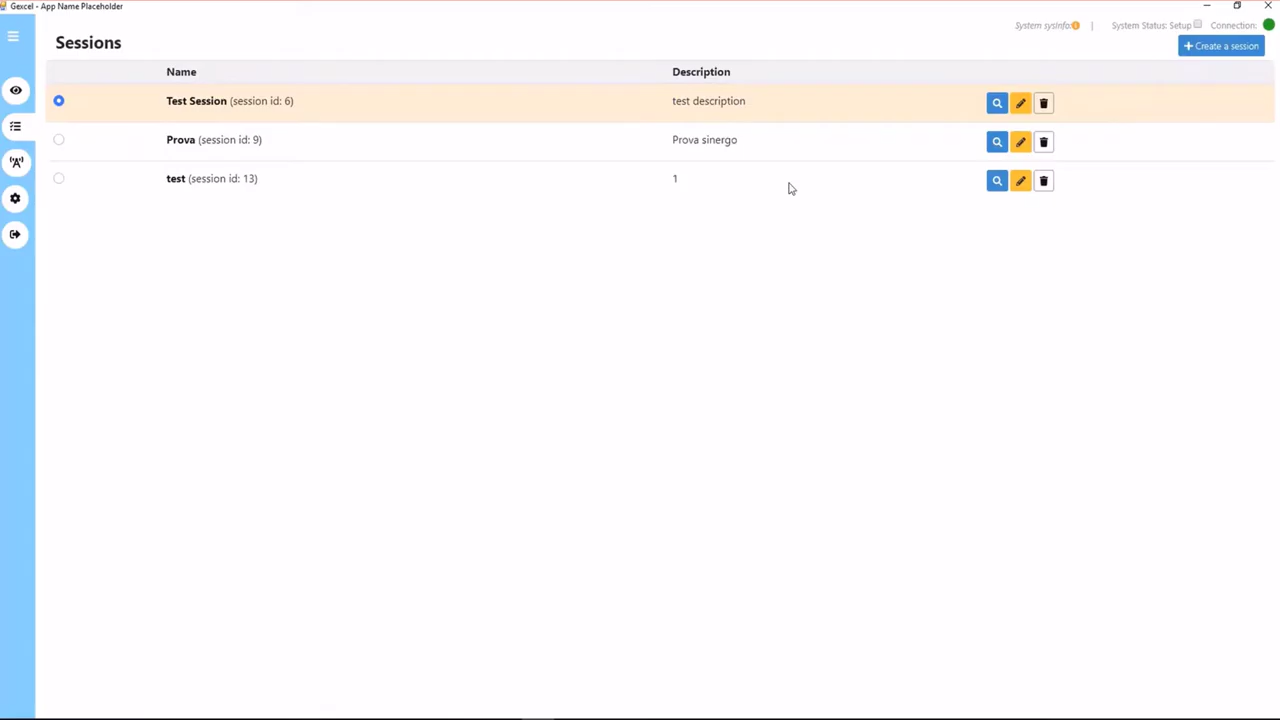 Gexcel - App Name Placeholder
System sysInfo: | System Status: Setup Connection:
Sessions
Create a session
Name Description
Test Session (session id: 6) test description
Prova (session id: 9) Prova sinergo
test (session id: 13) 1